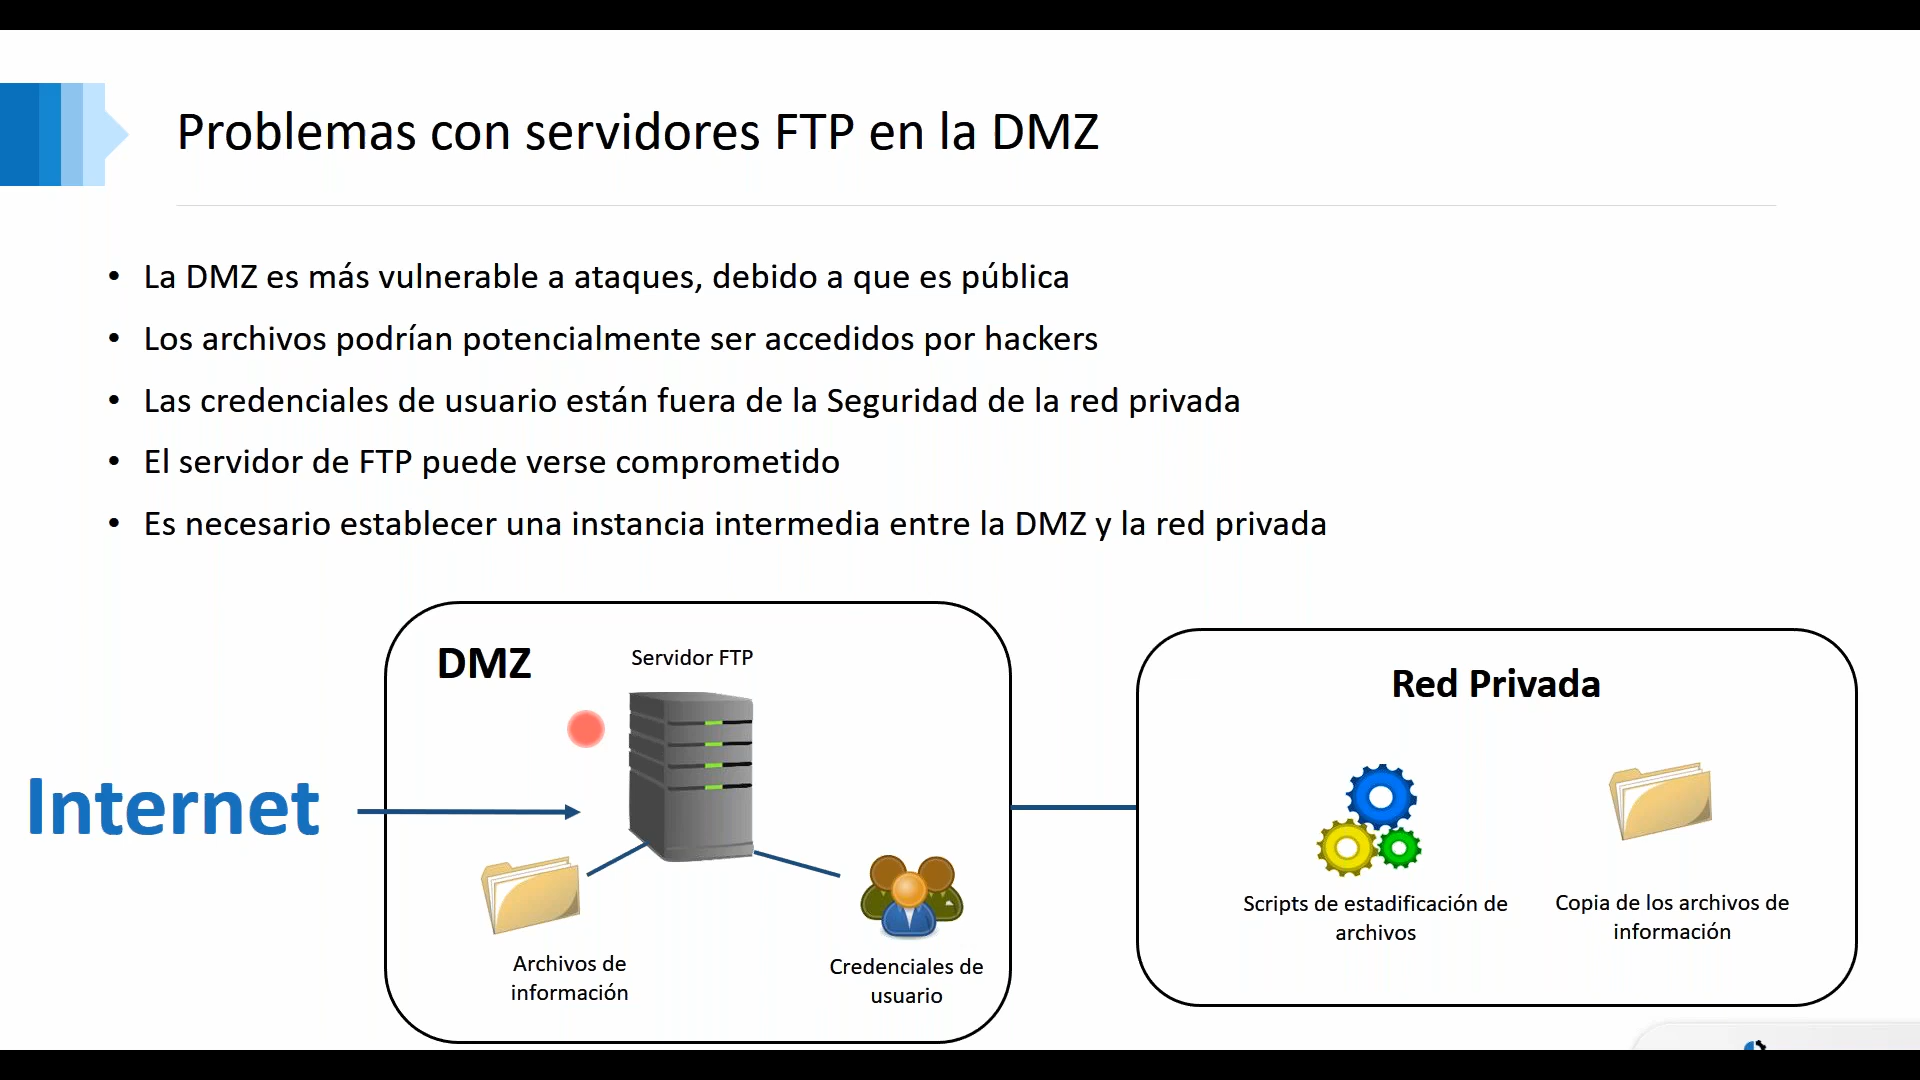 Problemas con servidores FTP en la DMZ
• La DMZ es más vulnerable a ataques, debido a que es pública
• Los archivos podrían potencialmente ser accedidos por hackers
• Las credenciales de usuario están fuera de la Seguridad de la red privada
• El servidor de FTP puede verse comprometido
• Es necesario establecer una instancia intermedia entre la DMZ y la red privada
DMZ
Servidor FTP
Internet
Archivos de
información
Credenciales de
usuario
Red Privada
Scripts de estadificación de
archivos
Copia de los archivos de
información